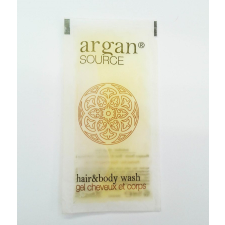 argan®
SOURCE
hair&body wash
gel cheveux et corps